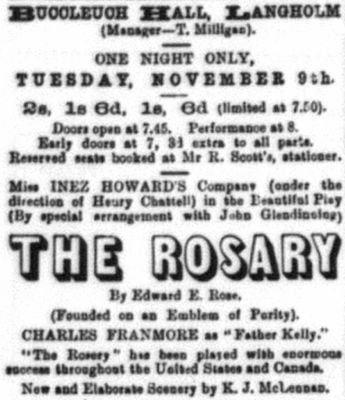 BUCCLEUCH HALL, LANGHOLM
(Manager—T. Milligan).
ONE NIGHT ONLY,
TUESDAY, NOVEMBER 9th.
2s, 1s 6d, 1s, 6d (limited at 7.50).
Doors open at 7.45. Performance at 8.
Early doors at 7, 3d extra to all parts.
Reserved seats booked at Mr R. Scott's, stationer.
Miss INEZ HOWARD'S Company (under the
direction of Henry Chattell) in the Beautiful Play
(By special arrangement with John Glendinning)
THE ROSARY
By Edward E. Rose.
(Founded on an Emblem of Purity).
CHARLES FRANMORE as "Father Kelly."
"The Rosery" has been played with enormous
success throughout the United States and Canada.
New and Elaborate Scenery by K. J. McLennan.